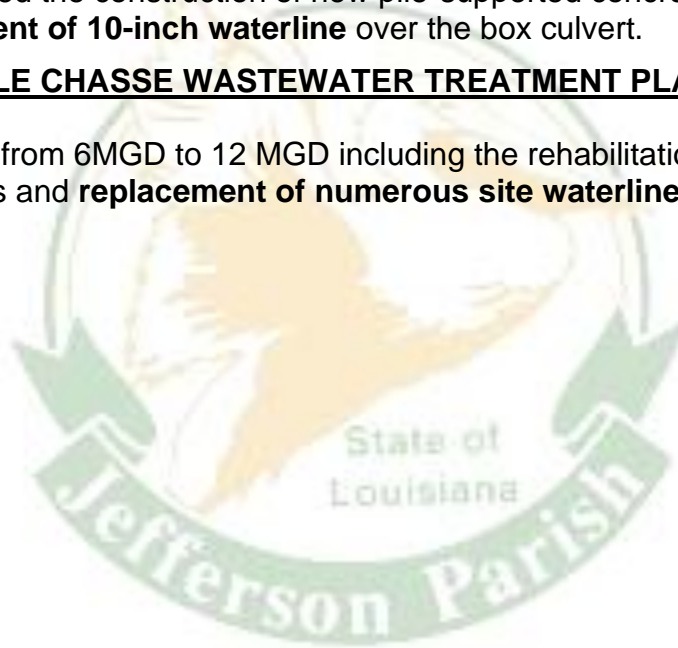 ent of 10-inch waterline over the box culvert.
LE CHASSE WASTEWATER TREATMENT PLA
from 6MGD to 12 MGD including the rehabilitatio
s and replacement of numerous site waterline
State of
Louisiana
Jefferson Parish